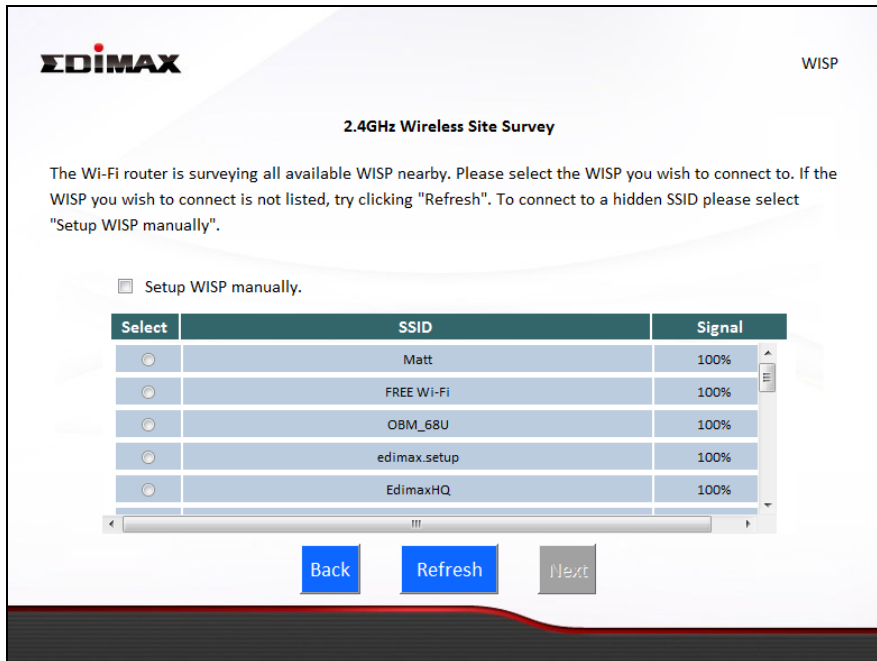 EDIMAX
WISP
2.4GHz Wireless Site Survey
The Wi-Fi router is surveying all available WISP nearby. Please select the WISP you wish to connect to. If the
WISP you wish to connect is not listed, try clicking "Refresh". To connect to a hidden SSID please select
"Setup WISP manually".
Setup WISP manually.
Select SSID Signal
Matt 100%
FREE Wi-Fi 100%
OBM_68U 100%
edimax.setup 100%
EdimaxHQ 100%
Back Refresh Next